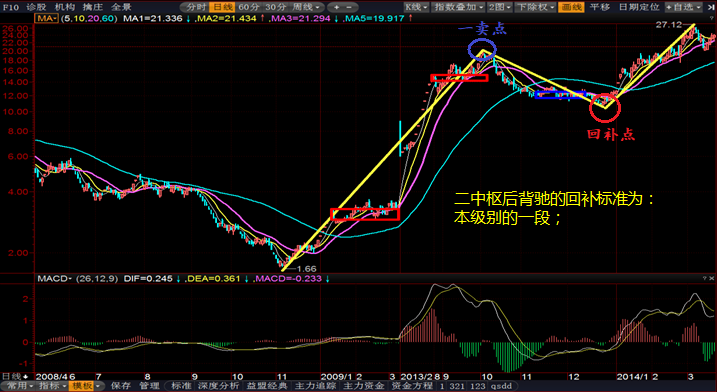 F10 诊股 机构 擒庄 全景 分时 日线 60分 30分 周线 K线 指数叠加 2图 下除权 画线 平移 日期定位 自选
MA- (5,10,20,60) MA1=21.336 ↓,MA2=21.434 ↑,MA3=21.294 ↓,MA5=19.917 ↑
27.12
一卖点
20.00
18.00
16.00
14.00
12.00
10.00
回补点
8.00
6.00
二中枢后背驰的回补标准为:
本级别的一段;
4.00
2.00
1.66
MACD- (26,12,9) DIF=0.245 ↓,DEA=0.361 ↓,MACD=-0.233 ↓
2
1
0
日线 2008/4 6 7 8 9 10 11 2009/1 2 3 2013/2 8 9 10 11 12 2014/1 2 3
常用 指标 模板 保存 管理 标准 深度分析 益盟经典 主力追踪 主力资金 资金方程 1 321 123 qsdd